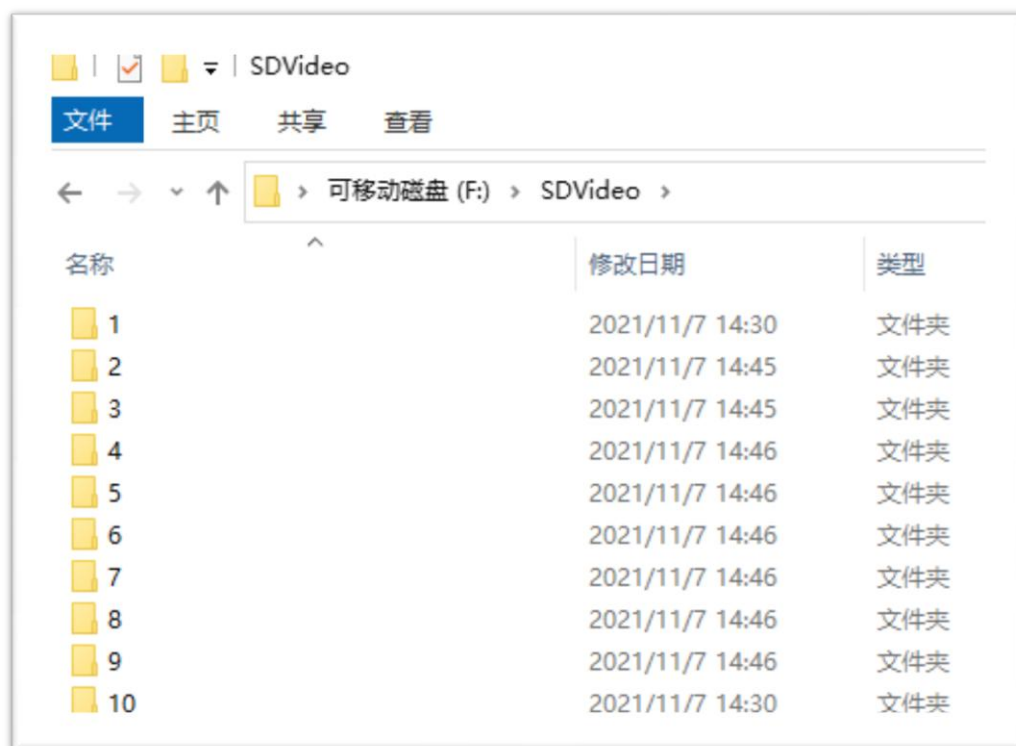 SDVideo
文件 主页 共享 查看
可移动磁盘 (F:) SDVideo
名称 修改日期 类型
1 2021/11/7 14:30 文件夹
2 2021/11/7 14:45 文件夹
3 2021/11/7 14:45 文件夹
4 2021/11/7 14:46 文件夹
5 2021/11/7 14:46 文件夹
6 2021/11/7 14:46 文件夹
7 2021/11/7 14:46 文件夹
8 2021/11/7 14:46 文件夹
9 2021/11/7 14:46 文件夹
10 2021/11/7 14:30 文件夹